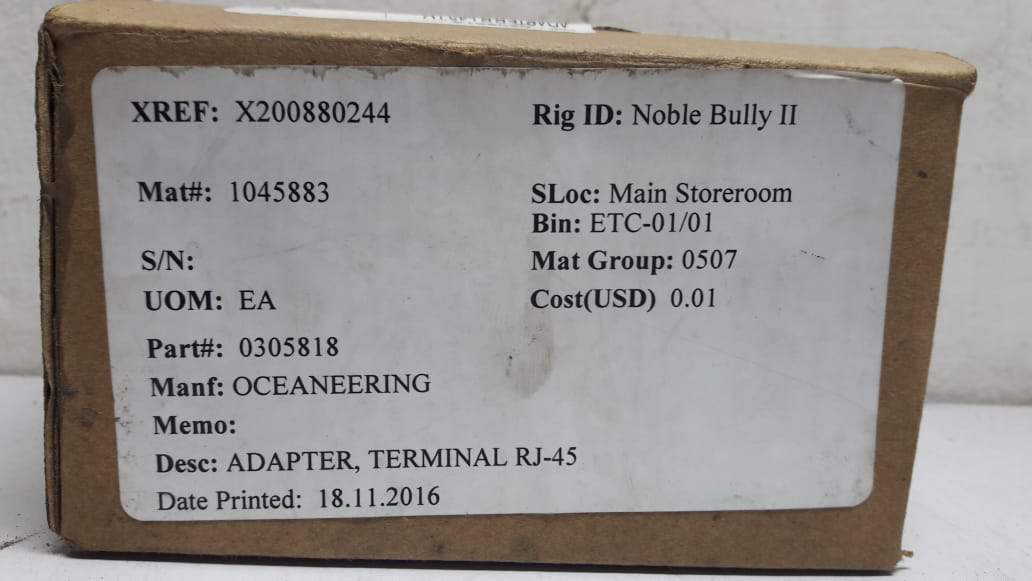 XREF: X200880244
Rig ID: Noble Bully II
Mat#: 1045883
SLoc: Main Storeroom
Bin: ETC-01/01
S/N:
Mat Group: 0507
UOM: EA
Cost(USD) 0.01
Part#: 0305818
Manf: OCEANEERING
Memo:
Desc: ADAPTER, TERMINAL RJ-45
Date Printed: 18.11.2016